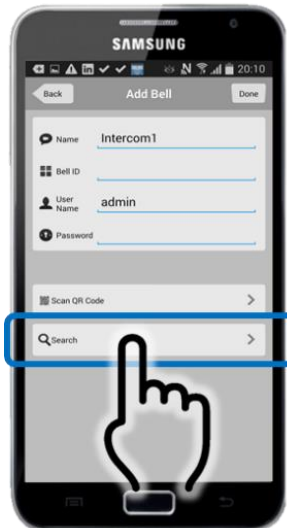 SAMSUNG
20:10
Back Add Bell Done
Name Intercom1
Bell ID
User Name admin
Password
Scan QR Code
Search